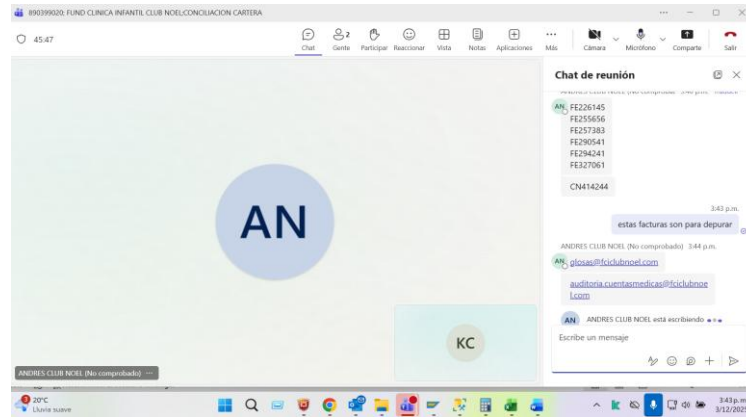 890399020; FUND CLINICA INFANTIL CLUB NOEL;CONCILIACION CARTERA
45:47
Chat
2
Gente
Participar
Reaccionar
Vista
Notas
Aplicaciones
Más
Cámara
Micrófono
Comparte
Salir
AN
KC
ANDRES CLUB NOEL (No comprobado) ···
Chat de reunión
AN
FE226145
FE255656
FE257383
FE290541
FE294241
FE327061
CN414244
3:43 p.m.
estas facturas son para depurar
ANDRES CLUB NOEL (No comprobado) 3:44 p.m.
AN
glosas@fciclubnoel.com
auditoria.cuentasmedicas@fciclubnoe
l.com
AN ANDRES CLUB NOEL está escribiendo
Escribe un mensaje
20°C
Lluvia suave
3:43 p.m.